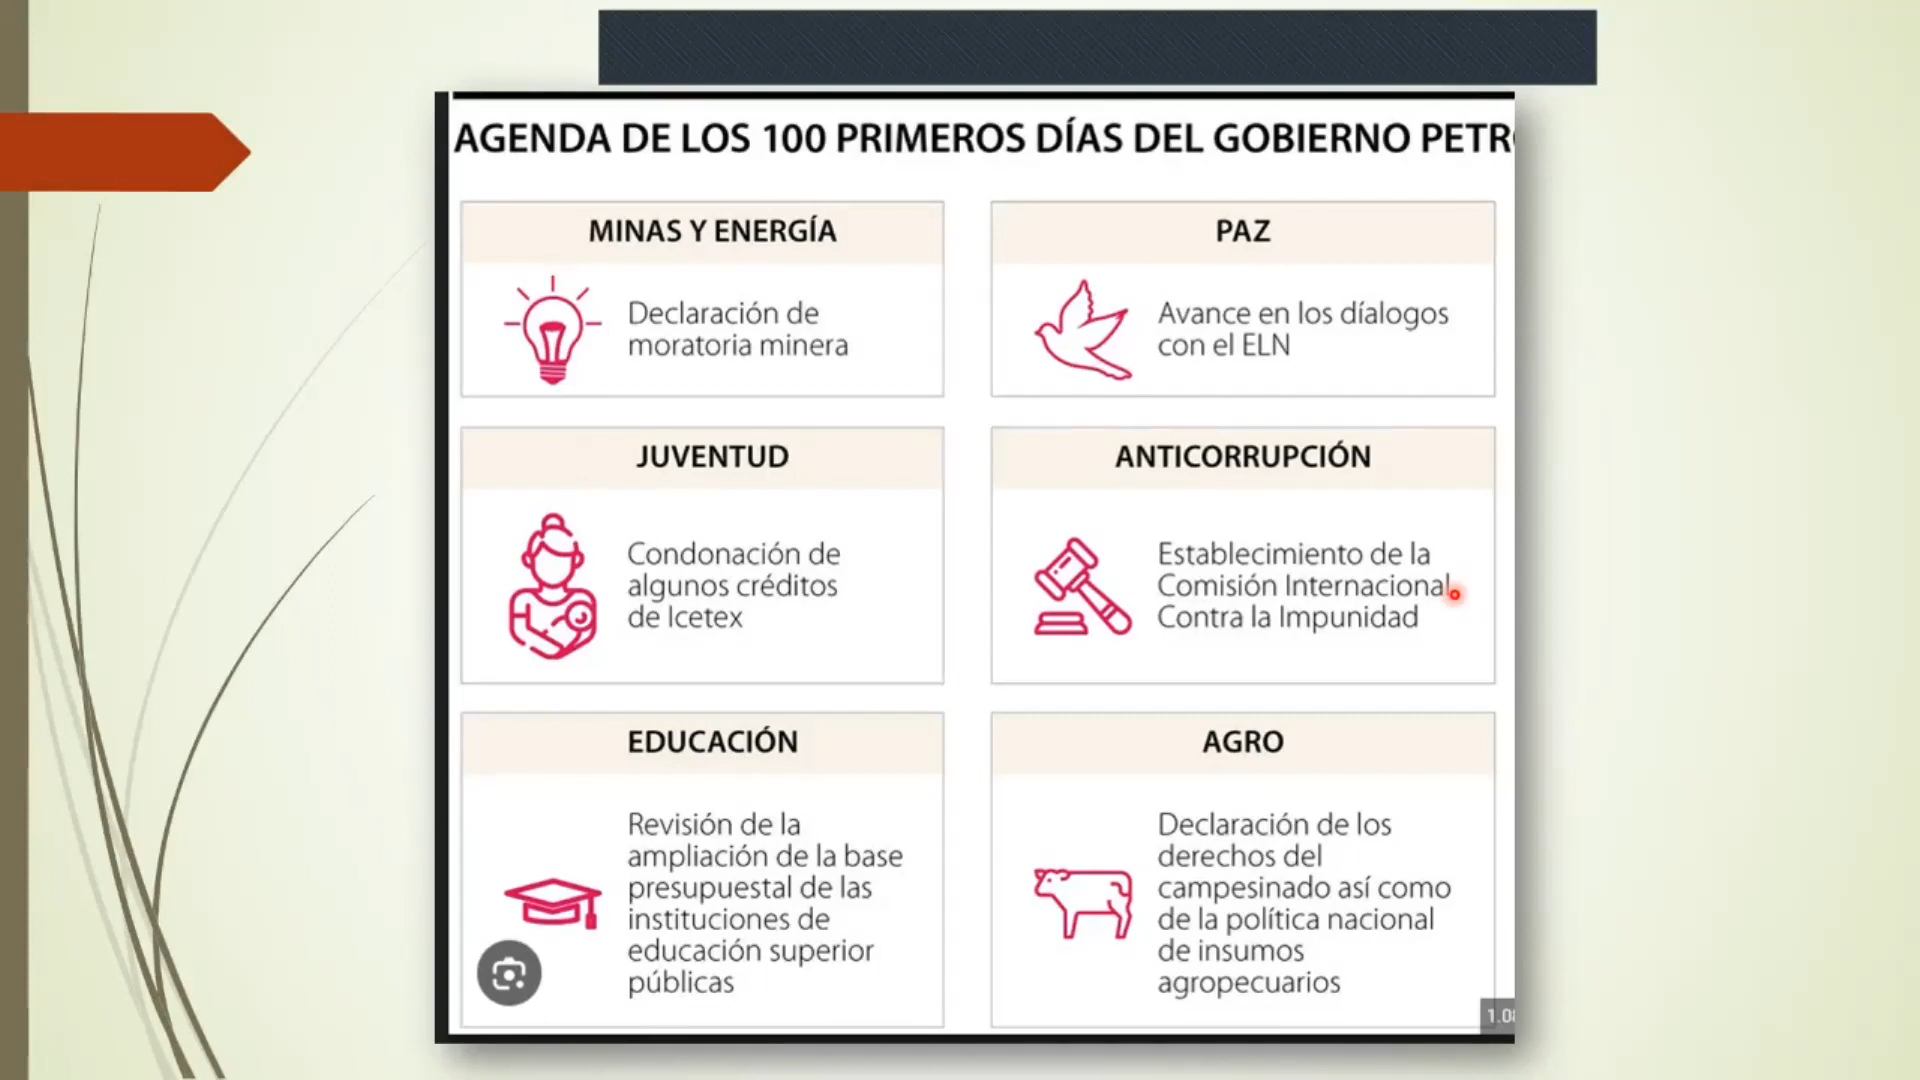 AGENDA DE LOS 100 PRIMEROS DÍAS DEL GOBIERNO PETR
MINAS Y ENERGÍA
Declaración de
moratoria minera
PAZ
Avance en los díalogos
con el ELN
JUVENTUD
Condonación de
algunos créditos
de Icetex
ANTICORRUPCIÓN
Establecimiento de la
Comisión Internacional
Contra la Impunidad
EDUCACIÓN
Revisión de la
ampliación de la base
presupuestal de las
instituciones de
educación superior
públicas
AGRO
Declaración de los
derechos del
campesinado así como
de la política nacional
de insumos
agropecuarios